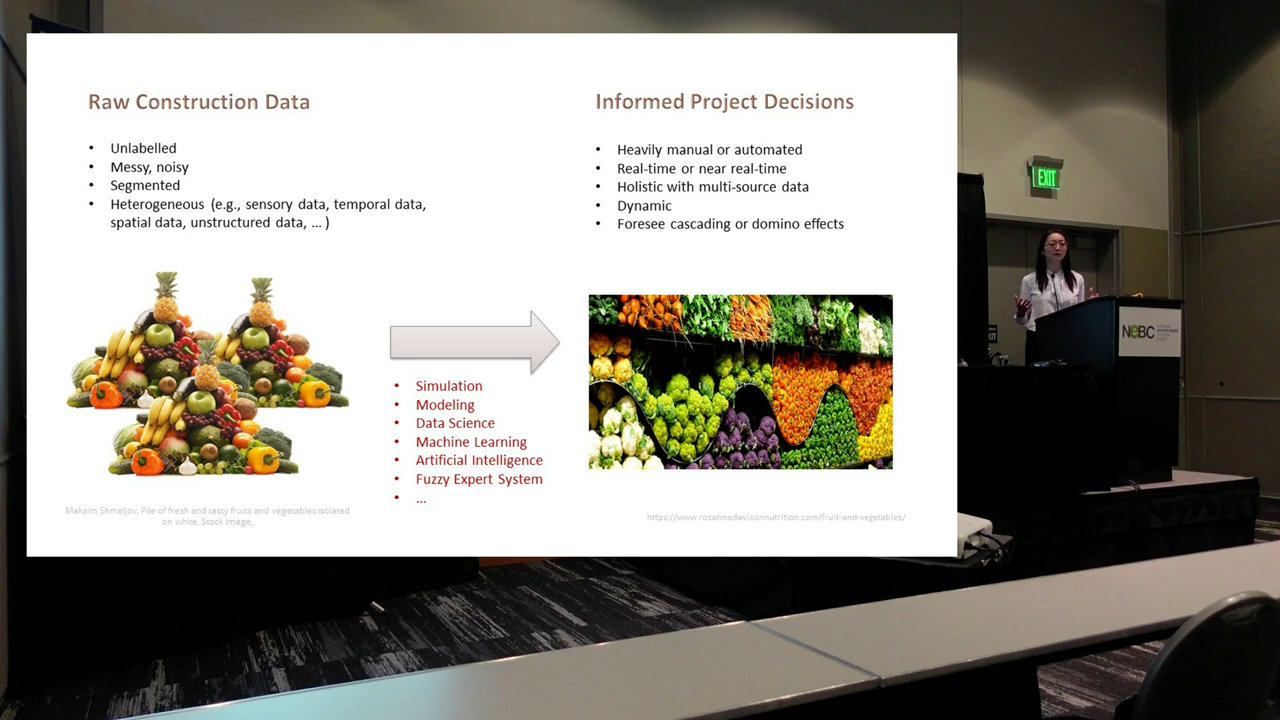 Raw Construction Data
• Unlabelled
• Messy, noisy
• Segmented
• Heterogeneous (e.g., sensory data, temporal data,
spatial data, unstructured data, ... )
Informed Project Decisions
• Heavily manual or automated
• Real-time or near real-time
• Holistic with multi-source data
• Dynamic
• Foresee cascading or domino effects
• Simulation
• Modeling
• Data Science
• Machine Learning
• Artificial Intelligence
• Fuzzy Expert System
• ...
Maksim Shmeljov, Pile of fresh and tasty fruits and vegetables isolated
on white, Stock image,
https://www.rosannadavisonnutrition.com/fruit-and-vegetables/
EXIT
NEBC